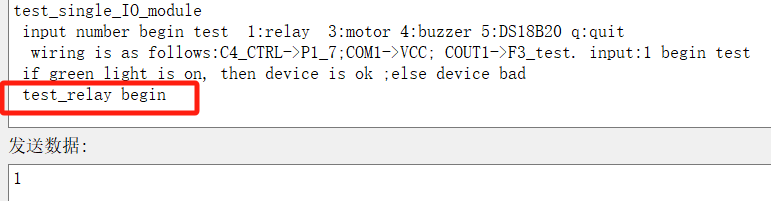 test_single_IO_module
input number begin test  1:relay  3:motor 4:buzzer 5:DS18B20 q:quit
wiring is as follows:C4_CTRL->P1_7;COM1->VCC; COUT1->F3_test. input:1 begin test
if green light is on, then device is ok ;else device bad
test_relay begin
发送数据:
1